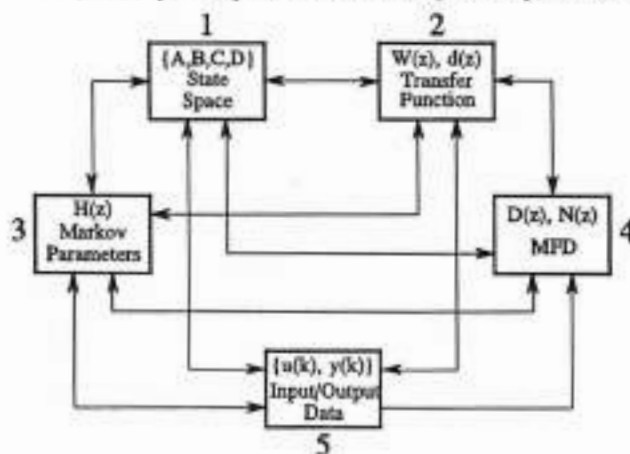 1
2
{A,B,C,D}
State
Space
W(z), d(z)
Transfer
Function
3
H(z)
Markov
Parameters
D(z), N(z)
MFD
4
{u(k), y(k)}
Input/Output
Data
5